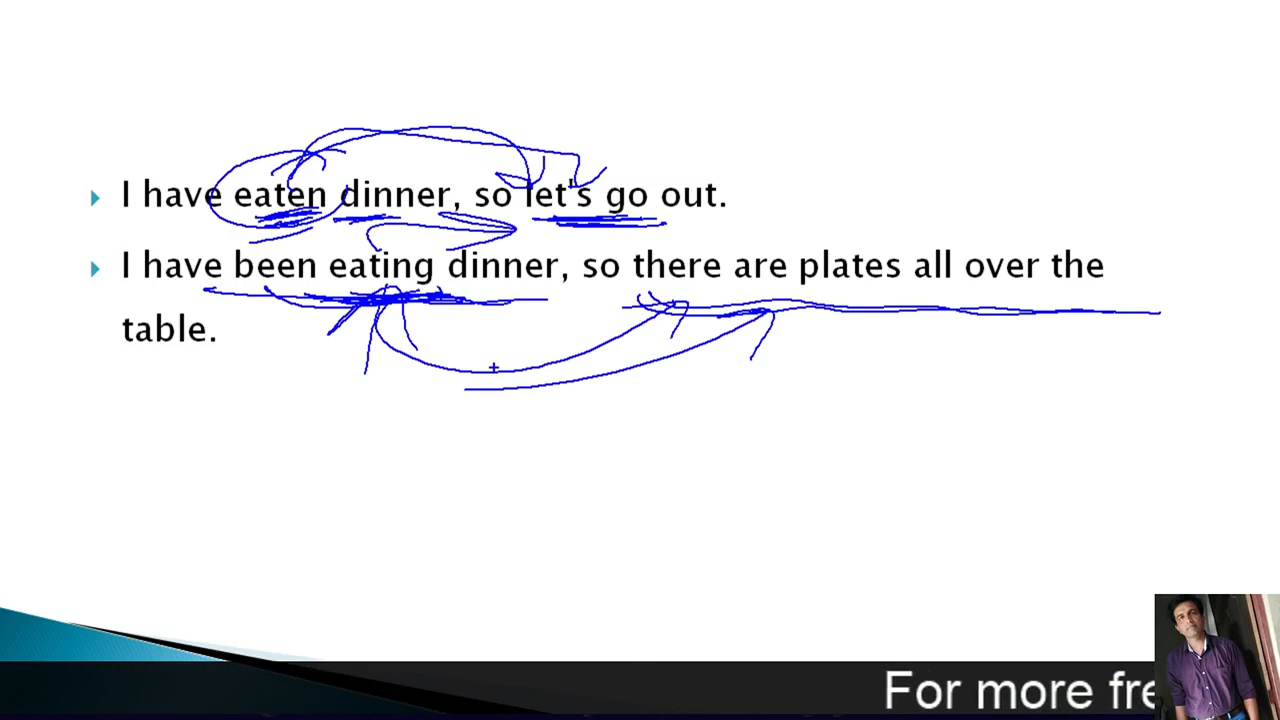 I have eaten dinner, so let's go out.
I have been eating dinner, so there are plates all over the
table.
For more fre